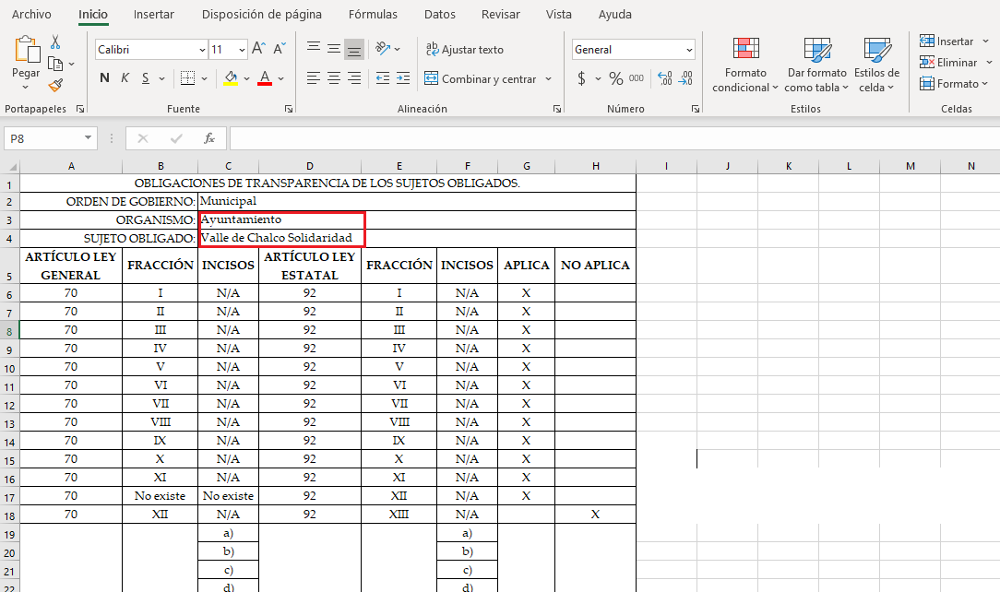 Archivo Inicio Insertar Disposición de página Fórmulas Datos Revisar Vista Ayuda
Pegar
Calibri 11 A A
ab Ajustar texto
General
Formato condicional
Dar formato como tabla
Estilos de celda
Insertar
Eliminar
Formato
N K S A
Combinar y centrar
$ % 000
Portapapeles Fuente Alineación Número Estilos Celdas
P8 fx
A B C D E F G H I J K L M N
1 OBLIGACIONES DE TRANSPARENCIA DE LOS SUJETOS OBLIGADOS.
2 ORDEN DE GOBIERNO: Municipal
3 ORGANISMO: Ayuntamiento
4 SUJETO OBLIGADO: Valle de Chalco Solidaridad
5 ARTÍCULO LEY GENERAL FRACCIÓN INCISOS ARTÍCULO LEY ESTATAL FRACCIÓN INCISOS APLICA NO APLICA
6 70 I N/A 92 I N/A X
7 70 II N/A 92 II N/A X
8 70 III N/A 92 III N/A X
9 70 IV N/A 92 IV N/A X
10 70 V N/A 92 V N/A X
11 70 VI N/A 92 VI N/A X
12 70 VII N/A 92 VII N/A X
13 70 VIII N/A 92 VIII N/A X
14 70 IX N/A 92 IX N/A X
15 70 X N/A 92 X N/A X
16 70 XI N/A 92 XI N/A X
17 70 No existe No existe 92 XII N/A X
18 70 XII N/A 92 XIII N/A X
19 a) a)
20 b) b)
21 c) c)
22 d) d)